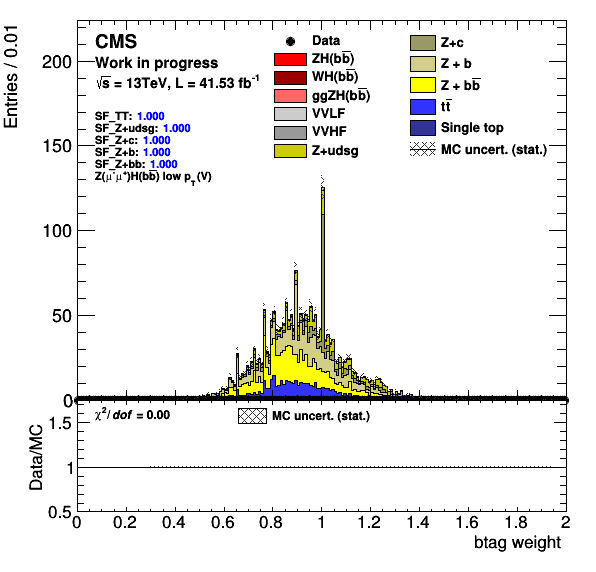 CMS
Work in progress
√s = 13TeV, L = 41.53 fb⁻¹
SF_TT: 1.000
SF_Z+udsg: 1.000
SF_Z+c: 1.000
SF_Z+b: 1.000
SF_Z+bb: 1.000
Z(μ⁻μ⁺)H(bb̅) low p_T(V)
Data
ZH(bb̅)
WH(bb̅)
ggZH(bb̅)
VVLF
VVHF
Z+udsg
Z+c
Z + b
Z + bb̅
tt̅
Single top
MC uncert. (stat.)
Entries / 0.01
200
150
100
50
0
χ²/dof = 0.00
MC uncert. (stat.)
Data/MC
1.5
1
0.5
0 0.2 0.4 0.6 0.8 1 1.2 1.4 1.6 1.8 2
btag weight